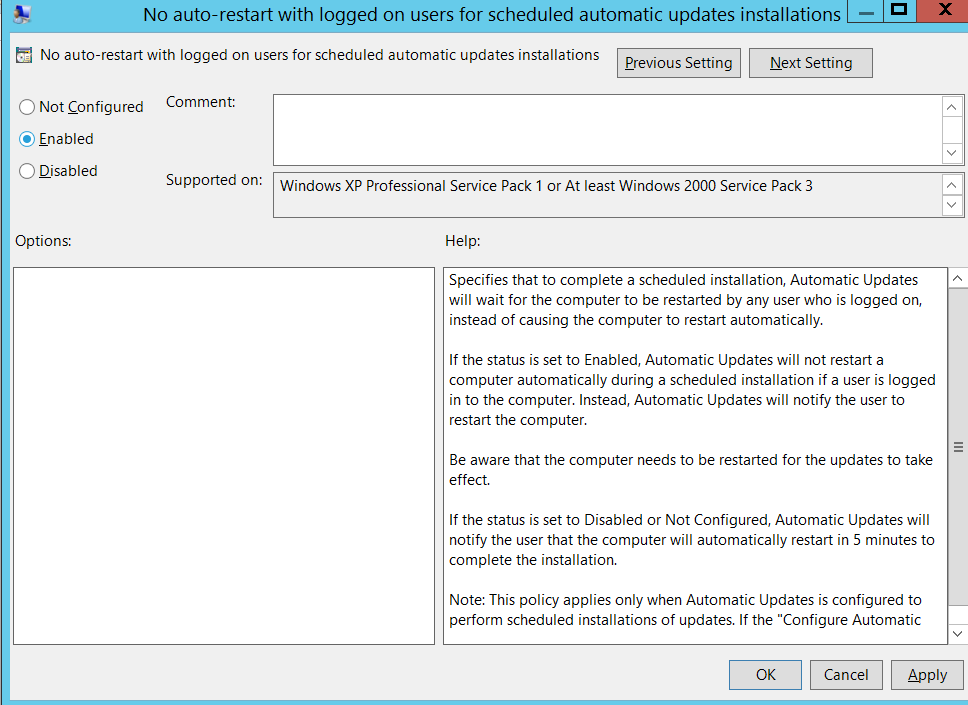 No auto-restart with logged on users for scheduled automatic updates installations
No auto-restart with logged on users for scheduled automatic updates installations
Previous Setting
Next Setting
Not Configured
Comment:
Enabled
Disabled
Supported on:
Windows XP Professional Service Pack 1 or At least Windows 2000 Service Pack 3
Options:
Help:
Specifies that to complete a scheduled installation, Automatic Updates
will wait for the computer to be restarted by any user who is logged on,
instead of causing the computer to restart automatically.
If the status is set to Enabled, Automatic Updates will not restart a
computer automatically during a scheduled installation if a user is logged
in to the computer. Instead, Automatic Updates will notify the user to
restart the computer.
Be aware that the computer needs to be restarted for the updates to take
effect.
If the status is set to Disabled or Not Configured, Automatic Updates will
notify the user that the computer will automatically restart in 5 minutes to
complete the installation.
Note: This policy applies only when Automatic Updates is configured to
perform scheduled installations of updates. If the "Configure Automatic
OK
Cancel
Apply